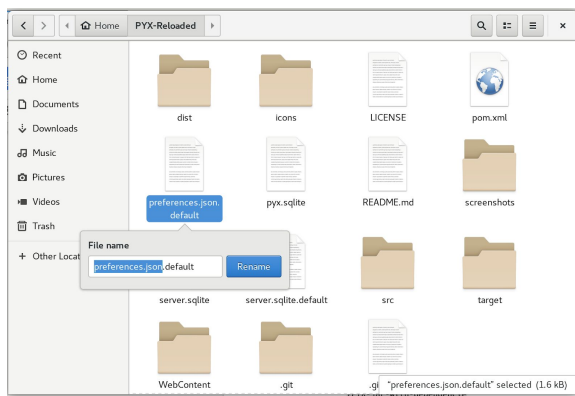 Home
PYX-Reloaded
Recent
Home
Documents
Downloads
Music
Pictures
Videos
Trash
+ Other Locat
dist
icons
LICENSE
pom.xml
preferences.json.
default
pyx.sqlite
README.md
screenshots
File name
preferences.json.default
Rename
server.sqlite
server.sqlite.default
src
target
WebContent
.git
.gi
"preferences.json.default" selected (1.6 kB)